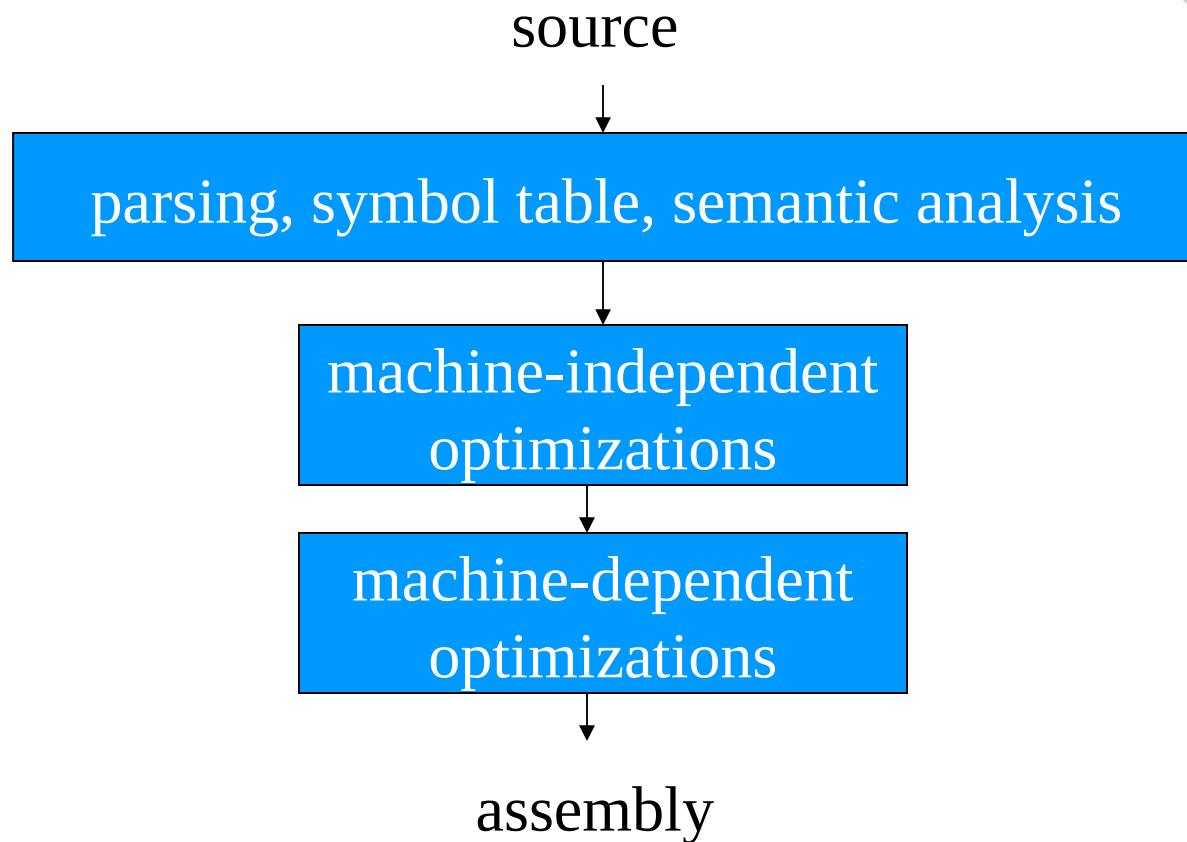 source
parsing, symbol table, semantic analysis
machine-independent
optimizations
machine-dependent
optimizations
assembly